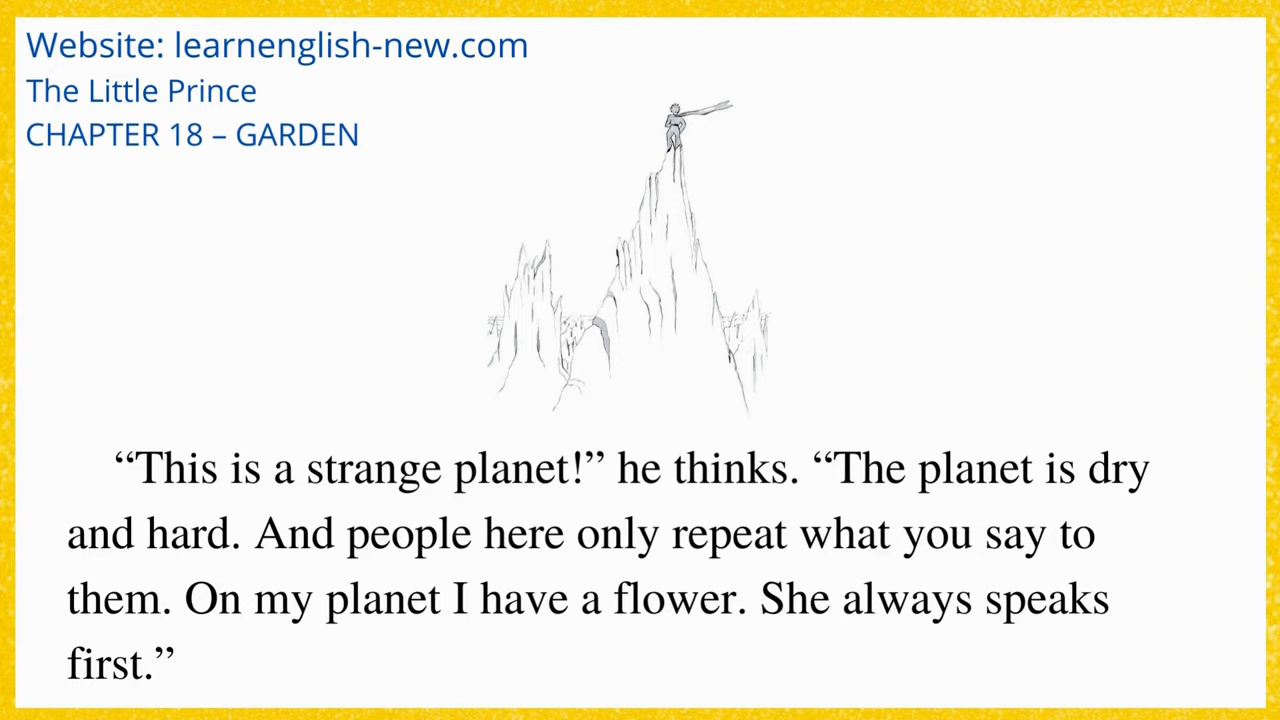 Website: learnenglish-new.com
The Little Prince
CHAPTER 18 – GARDEN
“This is a strange planet!” he thinks. “The planet is dry
and hard. And people here only repeat what you say to
them. On my planet I have a flower. She always speaks
first.”